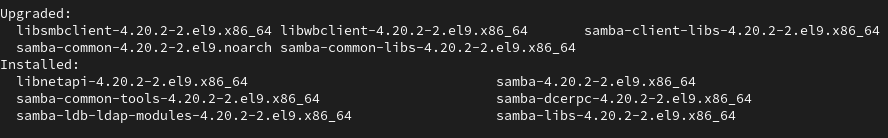 Upgraded:
  libsmbclient-4.20.2-2.el9.x86_64 libwbclient-4.20.2-2.el9.x86_64       samba-client-libs-4.20.2-2.el9.x86_64
  samba-common-4.20.2-2.el9.noarch samba-common-libs-4.20.2-2.el9.x86_64
Installed:
  libnetapi-4.20.2-2.el9.x86_64                               samba-4.20.2-2.el9.x86_64
  samba-common-tools-4.20.2-2.el9.x86_64                      samba-dcerpc-4.20.2-2.el9.x86_64
  samba-ldb-ldap-modules-4.20.2-2.el9.x86_64                  samba-libs-4.20.2-2.el9.x86_64